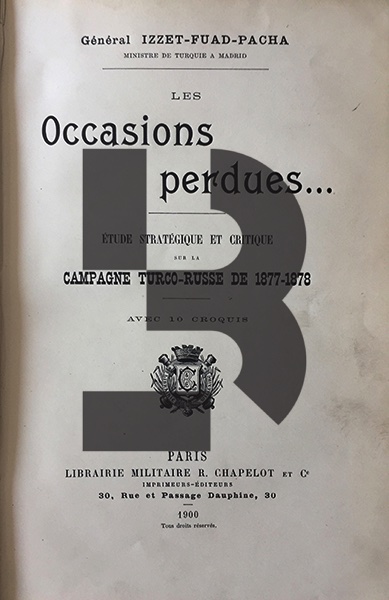 Général IZZET-FUAD-PACHA
MINISTRE DE TURQUIE A MADRID
LES
Occasions
perdues...
ÉTUDE STRATÉGIQUE ET CRITIQUE
SUR LA
CAMPAGNE TURCO-RUSSE DE 1877-1878
AVEC 10 CROQUIS
PARIS
LIBRAIRIE MILITAIRE R. CHAPELOT ET Cᵉ
IMPRIMEURS-ÉDITEURS
30, Rue et Passage Dauphine, 30
1900
Tous droits réservés.